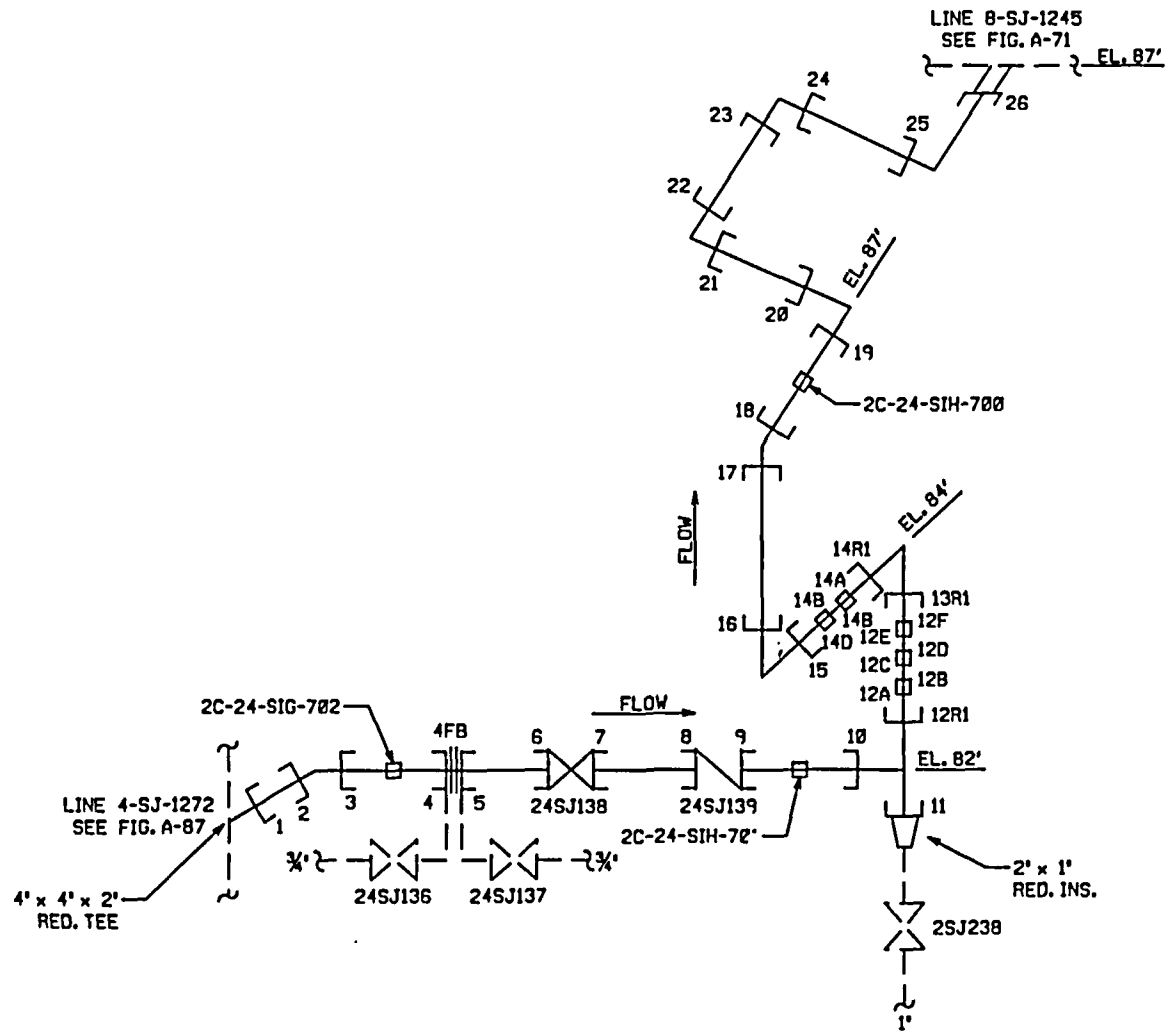 LINE 8-SJ-1245
SEE FIG. A-71
EL. 87'
26
24
23
25
22
21
20
EL. 87'
19
2C-24-SIH-700
18
17
FLOW
EL. 84'
14R1
14A
14B
14B
14D
13R1
12F
12E
12D
12C
12B
12A
12R1
16
15
2C-24-SIG-702
FLOW
4FB
6
7
8
9
10
EL. 82'
LINE 4-SJ-1272
SEE FIG. A-87
1
2
3
4
5
24SJ138
24SJ139
11
2C-24-SIH-70'
¾'
¾'
24SJ136
24SJ137
4' x 4' x 2'
RED. TEE
2' x 1'
RED. INS.
2SJ238
1'